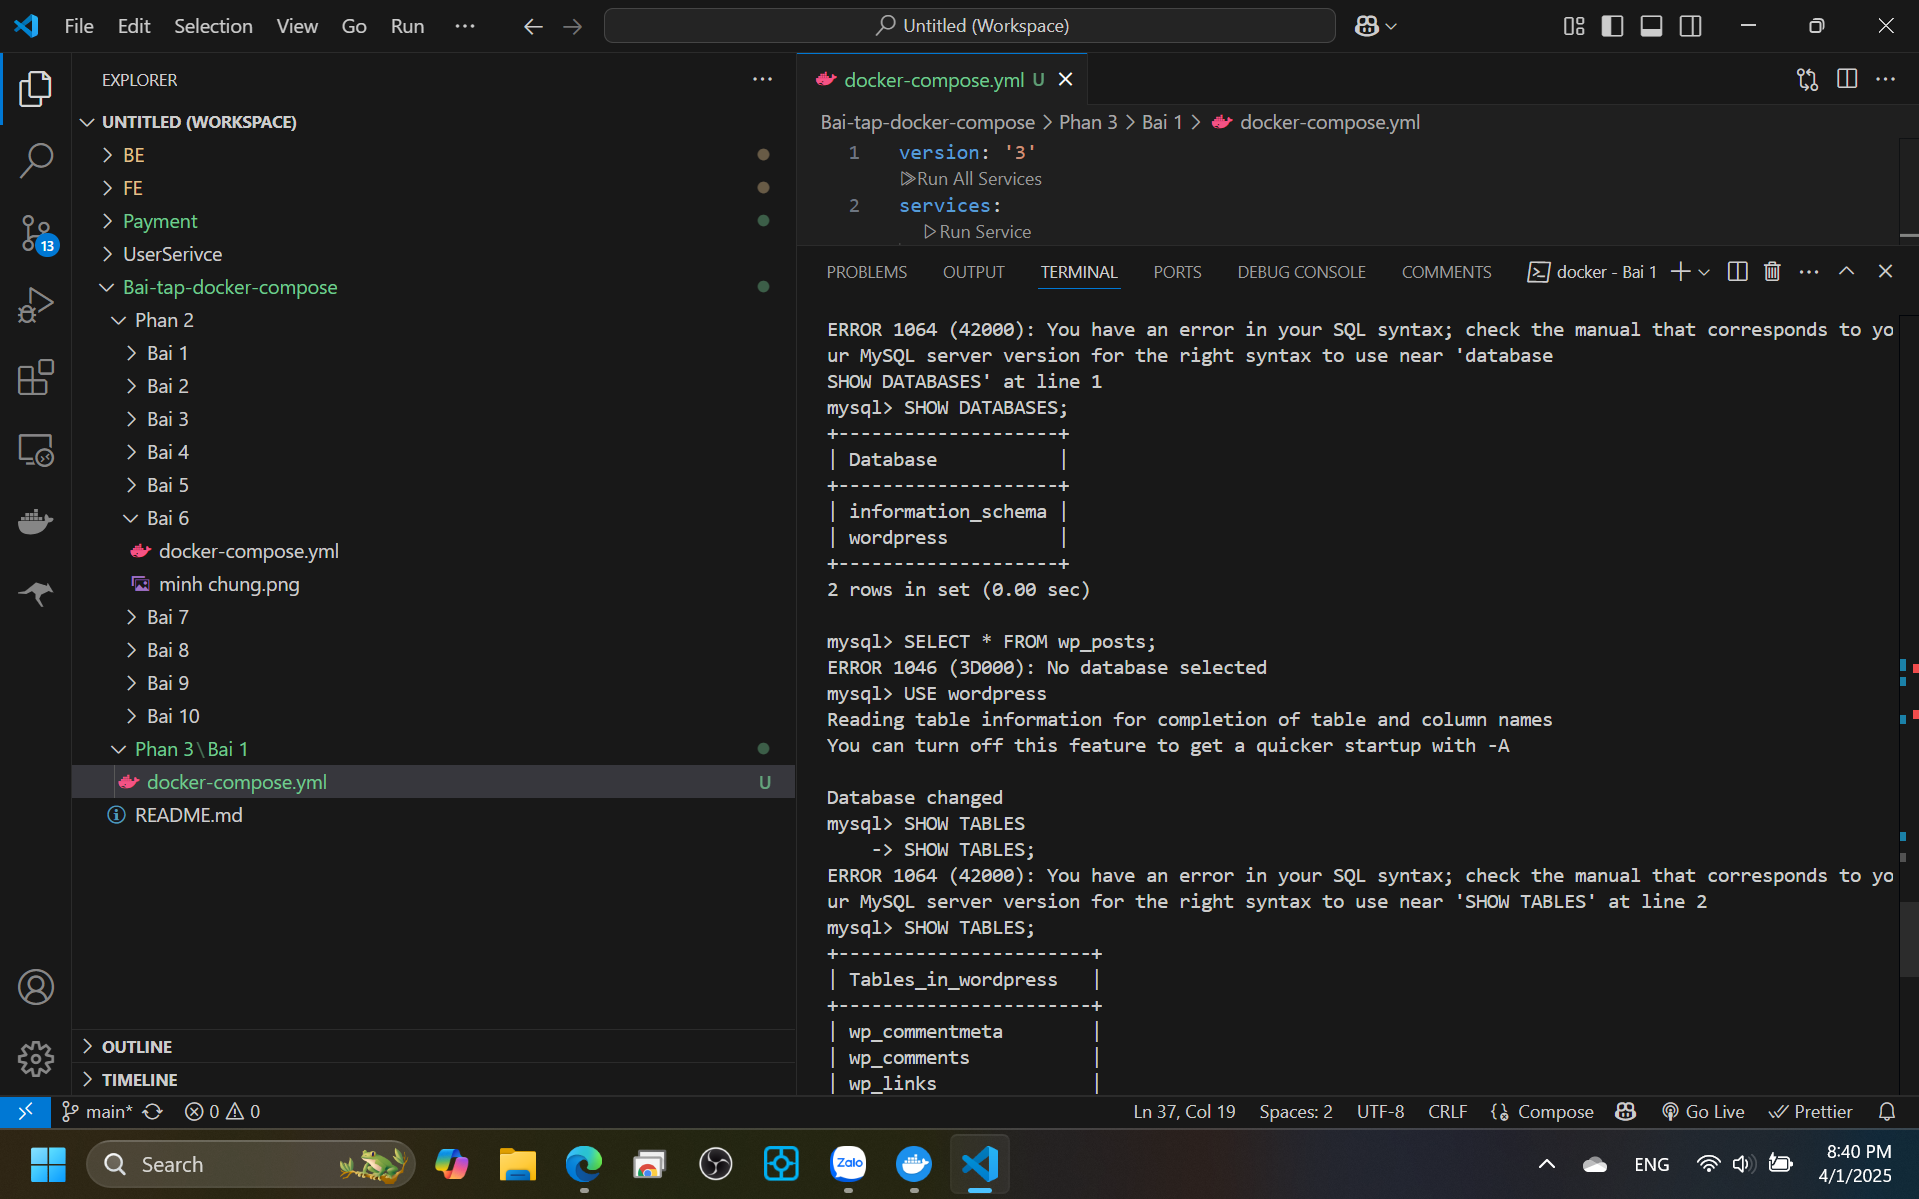 File Edit Selection View Go Run ··· Untitled (Workspace)
EXPLORER
UNTITLED (WORKSPACE)
BE
FE
Payment
UserSerivce
Bai-tap-docker-compose
Phan 2
Bai 1
Bai 2
Bai 3
Bai 4
Bai 5
Bai 6
docker-compose.yml
minh chung.png
Bai 7
Bai 8
Bai 9
Bai 10
Phan 3\Bai 1
docker-compose.yml U
README.md
OUTLINE
TIMELINE
13
docker-compose.yml U
Bai-tap-docker-compose > Phan 3 > Bai 1 > docker-compose.yml
1 version: '3'
Run All Services
2 services:
Run Service
PROBLEMS OUTPUT TERMINAL PORTS DEBUG CONSOLE COMMENTS docker - Bai 1
ERROR 1064 (42000): You have an error in your SQL syntax; check the manual that corresponds to yo
ur MySQL server version for the right syntax to use near 'database
SHOW DATABASES' at line 1
mysql> SHOW DATABASES;
+--------------------+
| Database           |
+--------------------+
| information_schema |
| wordpress          |
+--------------------+
2 rows in set (0.00 sec)
mysql> SELECT * FROM wp_posts;
ERROR 1046 (3D000): No database selected
mysql> USE wordpress
Reading table information for completion of table and column names
You can turn off this feature to get a quicker startup with -A
Database changed
mysql> SHOW TABLES
    -> SHOW TABLES;
ERROR 1064 (42000): You have an error in your SQL syntax; check the manual that corresponds to yo
ur MySQL server version for the right syntax to use near 'SHOW TABLES' at line 2
mysql> SHOW TABLES;
+-----------------------+
| Tables_in_wordpress   |
+-----------------------+
| wp_commentmeta        |
| wp_comments           |
| wp_links              |
main* 0 0 Ln 37, Col 19 Spaces: 2 UTF-8 CRLF Compose Go Live Prettier
Search Zalo ENG 8:40 PM
4/1/2025